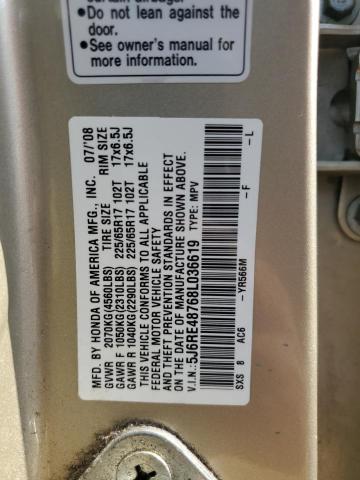 •Do not lean against the
door.
•See owner's manual for
more information.
MFD. BY HONDA OF AMERICA MFG., INC. 07/'08
GVWR 2070KG(4560LBS) TIRE SIZE RIM SIZE
GAWR F 1050KG(2310LBS) 225/65R17 102T 17x6.5J
GAWR R 1040KG(2290LBS) 225/65R17 102T 17x6.5J
THIS VEHICLE CONFORMS TO ALL APPLICABLE
FEDERAL MOTOR VEHICLE SAFETY
AND THEFT PREVENTION STANDARDS IN EFFECT
ON THE DATE OF MANUFACTURE SHOWN ABOVE.
V.I.N.: 5J6RE48768L036619 TYPE: MPV
-YR566M -F -L
SXS 8 AC6